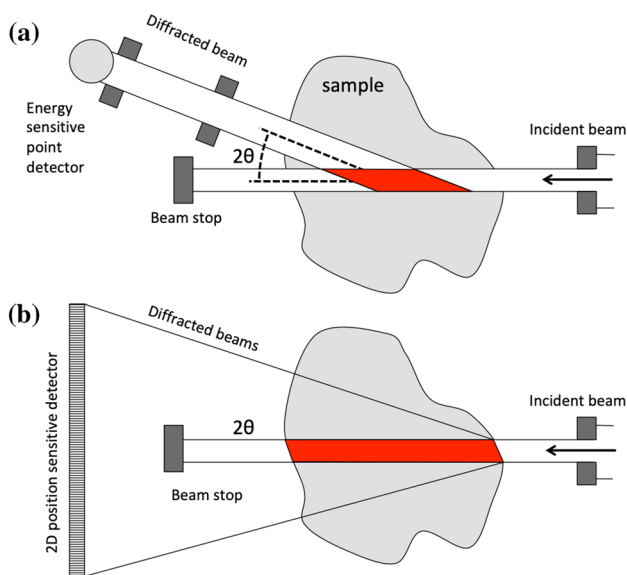 (a)
Diffracted beam
sample
Energy
sensitive
point
detector
Incident beam
2θ
Beam stop
(b)
Diffracted beams
2D position sensitive detector
Incident beam
2θ
Beam stop